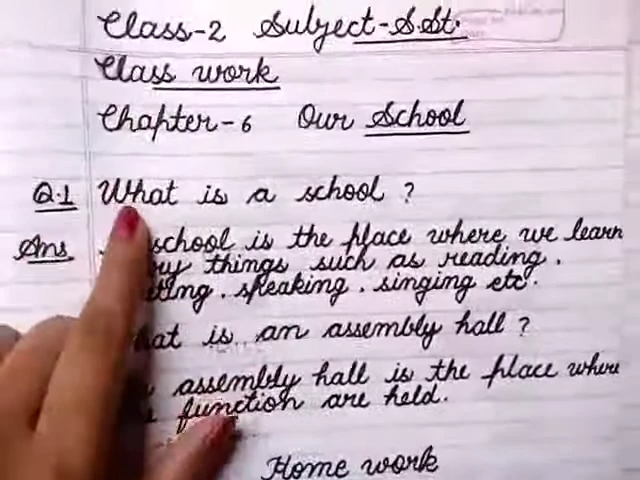 Class-2 Subject-S.St.
Class work
Chapter-6 Our School
Q.1 What is a school ?
Ans school is the place where we learn
things such as reading,
speaking, singing etc.
is an assembly hall ?
assembly hall is the place where
function are held.
Home work